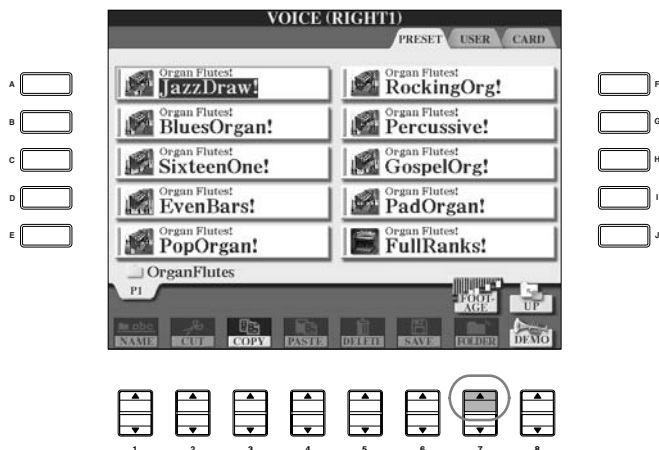 VOICE (RIGHT1)
PRESET USER CARD
A
Organ Flutes!
JazzDraw!
Organ Flutes!
RockingOrg!
F
B
Organ Flutes!
BluesOrgan!
Organ Flutes!
Percussive!
G
C
Organ Flutes!
SixteenOne!
Organ Flutes!
GospelOrg!
H
D
Organ Flutes!
EvenBars!
Organ Flutes!
PadOrgan!
I
E
Organ Flutes!
PopOrgan!
Organ Flutes!
FullRanks!
J
OrganFlutes
P1
FOOT-
AGE
UP
abc
NAME CUT COPY PASTE DELETE SAVE FOLDER DEMO
1 2 3 4 5 6 7 8